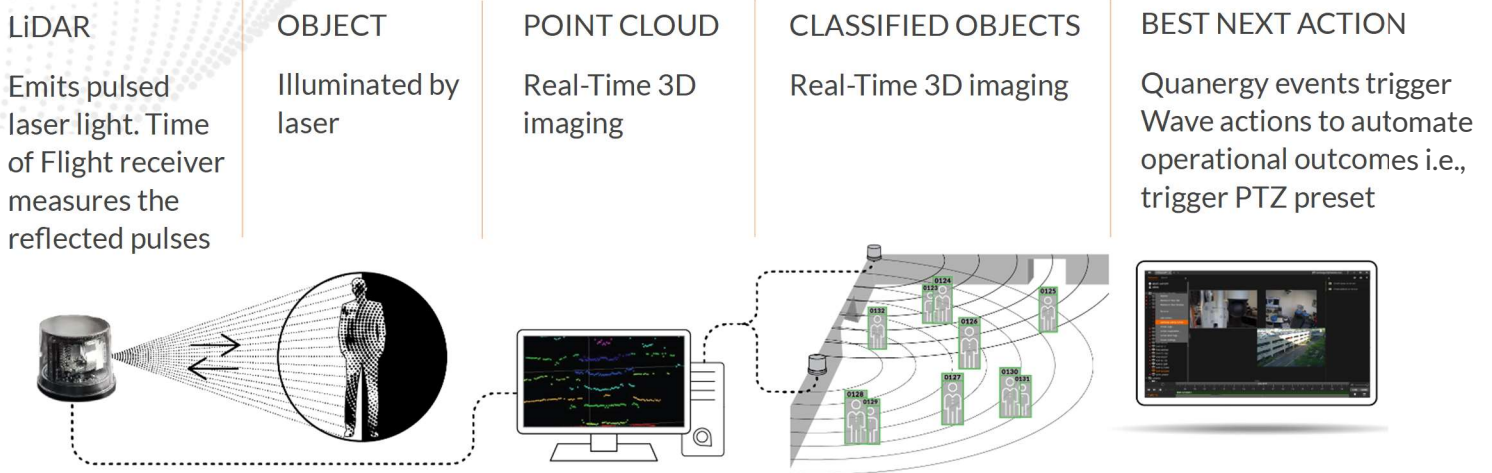 LiDAR
Emits pulsed
laser light. Time
of Flight receiver
measures the
reflected pulses
OBJECT
Illuminated by
laser
POINT CLOUD
Real-Time 3D
imaging
CLASSIFIED OBJECTS
Real-Time 3D imaging
BEST NEXT ACTION
Quanergy events trigger
Wave actions to automate
operational outcomes i.e.,
trigger PTZ preset
0124
0123
0125
0132
0126
0127
0130
0131
0128
0129